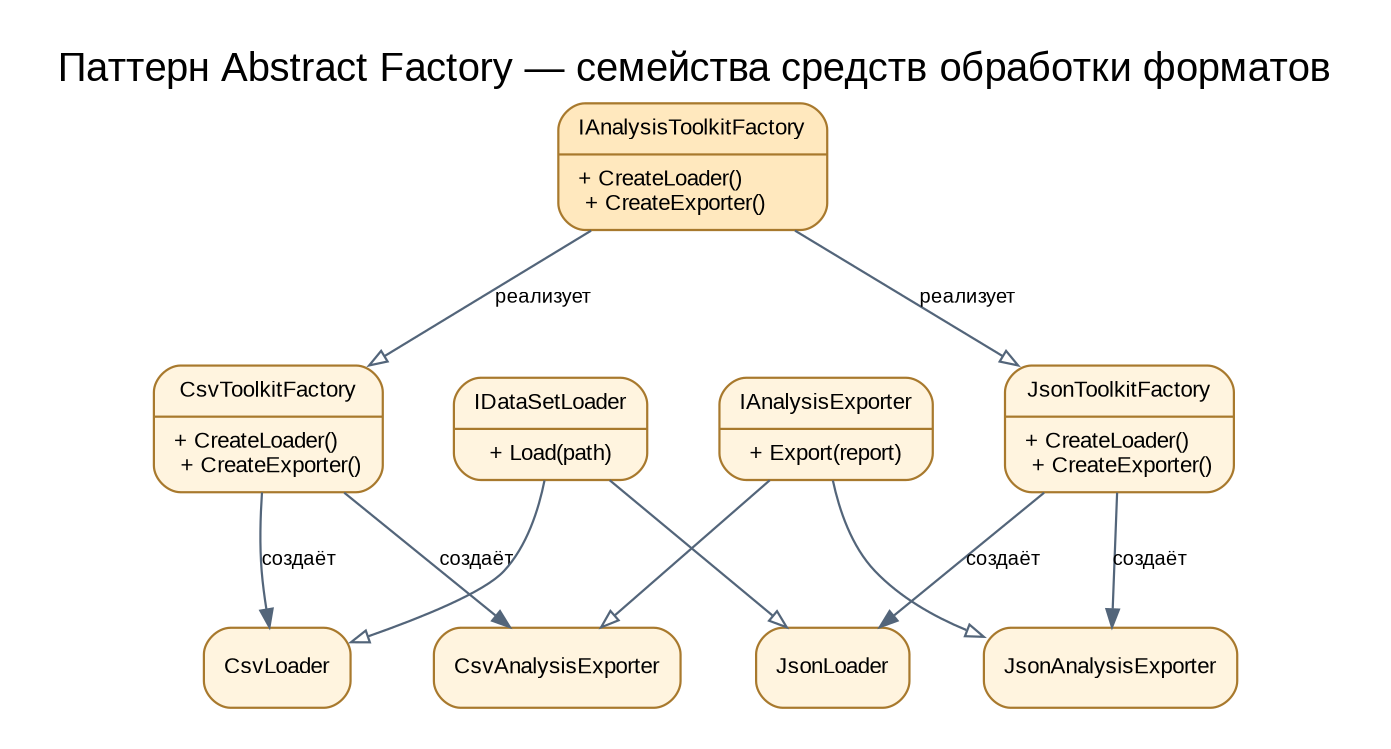 Паттерн Abstract Factory — семейства средств обработки форматов
IAnalysisToolkitFactory
+ CreateLoader()
+ CreateExporter()
реализует
реализует
CsvToolkitFactory
+ CreateLoader()
+ CreateExporter()
IDataSetLoader
+ Load(path)
IAnalysisExporter
+ Export(report)
JsonToolkitFactory
+ CreateLoader()
+ CreateExporter()
создаёт
создаёт
создаёт
создаёт
CsvLoader
CsvAnalysisExporter
JsonLoader
JsonAnalysisExporter